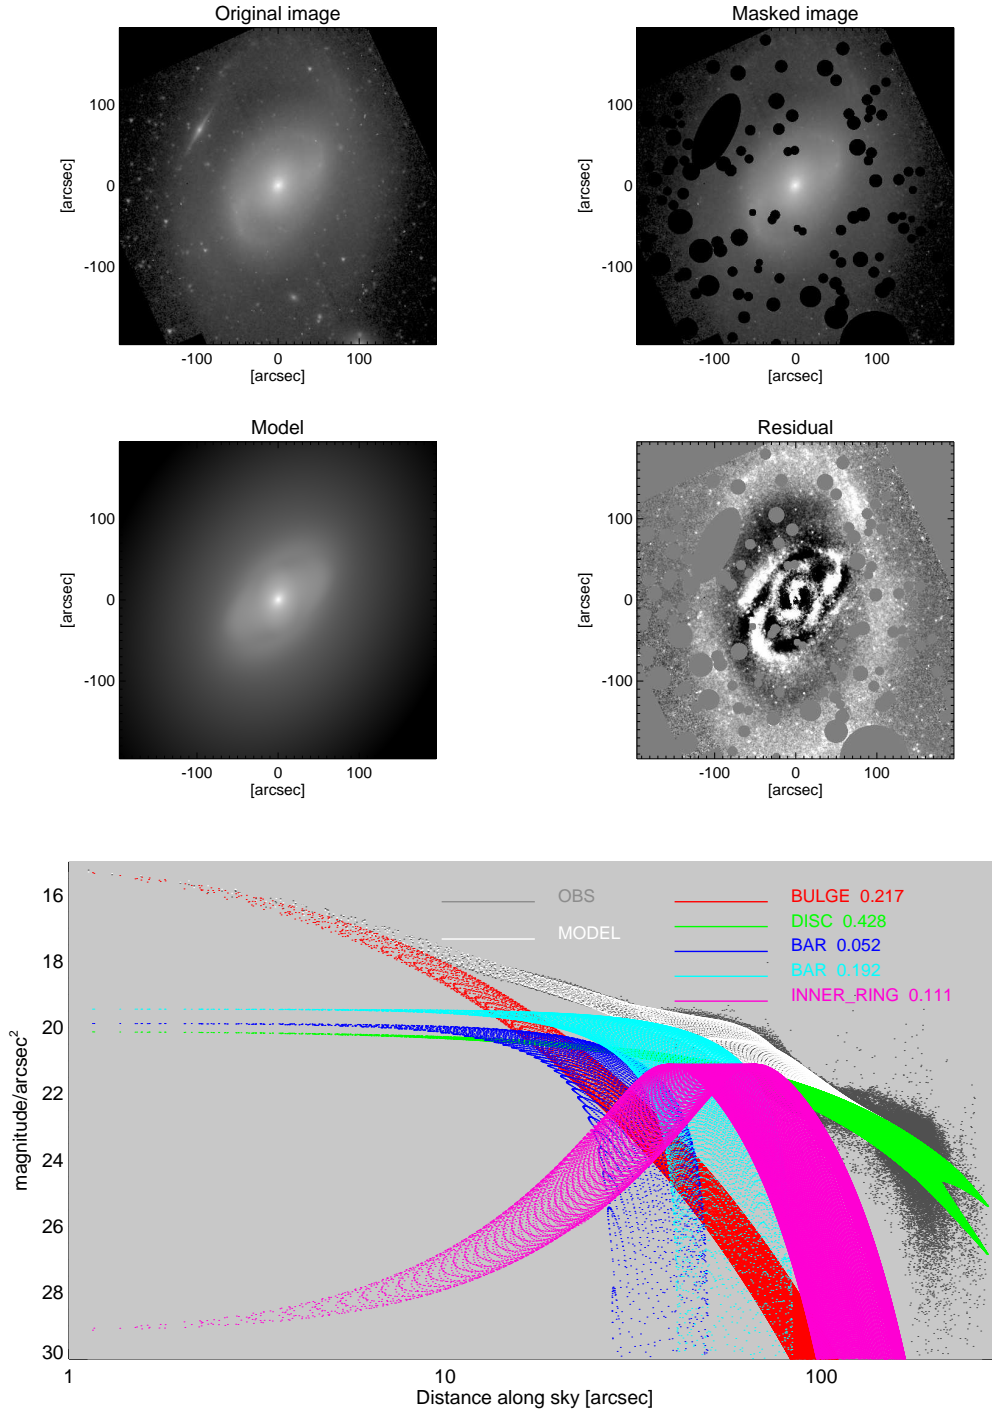 Original image
Masked image
100
0
-100
[arcsec]
-100 0 100
[arcsec]
100
0
-100
[arcsec]
-100 0 100
[arcsec]
Model
Residual
100
0
-100
[arcsec]
-100 0 100
[arcsec]
100
0
-100
[arcsec]
-100 0 100
[arcsec]
16
18
20
22
24
26
28
30
magnitude/arcsec²
OBS
MODEL
BULGE 0.217
DISC 0.428
BAR 0.052
BAR 0.192
INNER_RING 0.111
1 10 100
Distance along sky [arcsec]